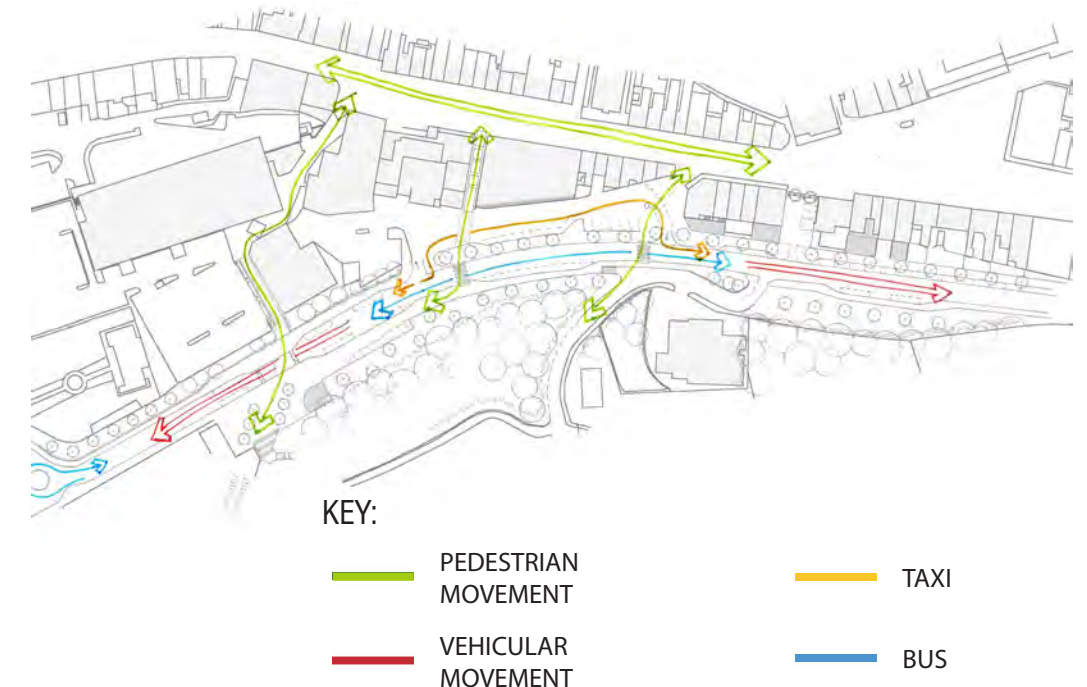 KEY:
PEDESTRIAN
MOVEMENT
TAXI
VEHICULAR
MOVEMENT
BUS